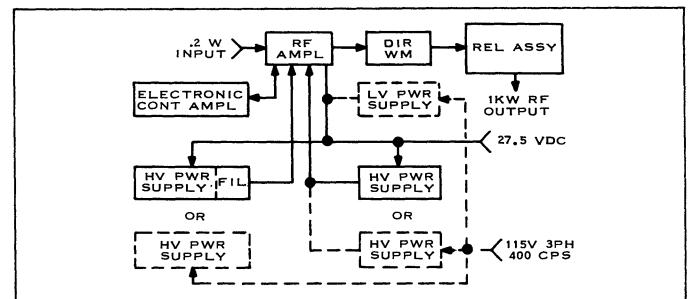 .2 W
INPUT
RF
AMPL
DIR
WM
REL ASSY
ELECTRONIC
CONT AMPL
LV PWR
SUPPLY
1KW RF
OUTPUT
27.5 VDC
HV PWR
SUPPLY
FIL
HV PWR
SUPPLY
OR
OR
HV PWR
SUPPLY
HV PWR
SUPPLY
115V 3PH
400 CPS